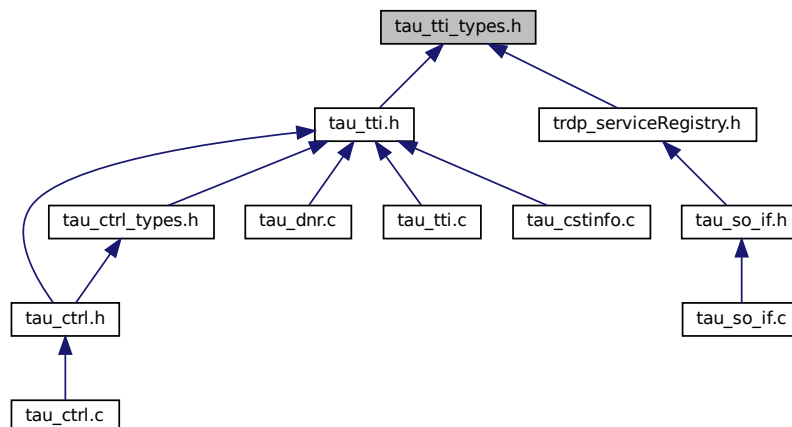 tau_tti_types.h
tau_tti.h
trdp_serviceRegistry.h
tau_ctrl_types.h
tau_dnr.c
tau_tti.c
tau_cstinfo.c
tau_so_if.h
tau_ctrl.h
tau_so_if.c
tau_ctrl.c